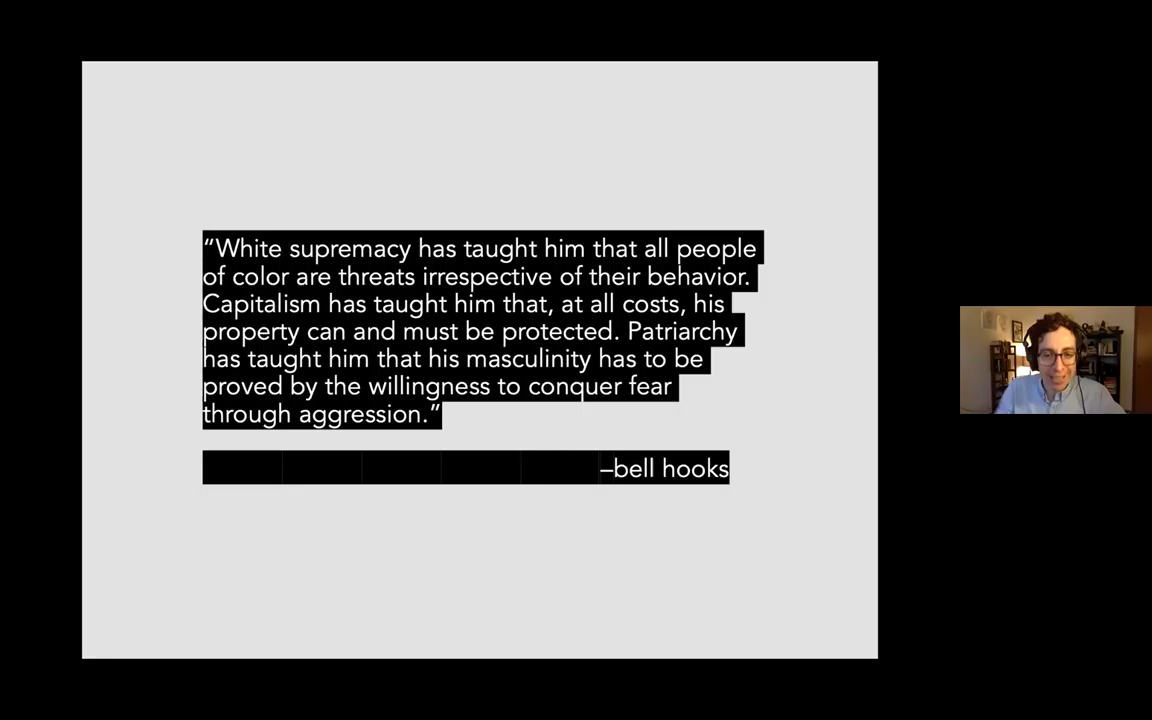 “White supremacy has taught him that all people
of color are threats irrespective of their behavior.
Capitalism has taught him that, at all costs, his
property can and must be protected. Patriarchy
has taught him that his masculinity has to be
proved by the willingness to conquer fear
through aggression.”
–bell hooks